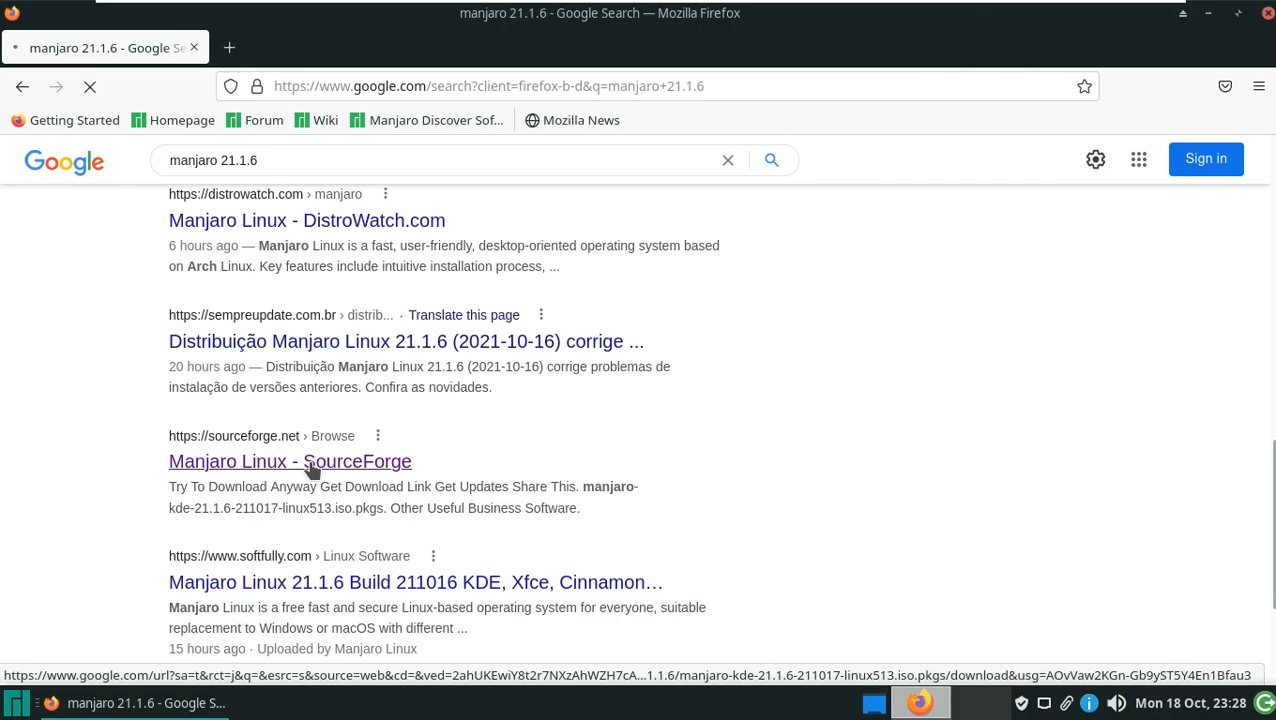 manjaro 21.1.6 - Google Search — Mozilla Firefox
manjaro 21.1.6 - Google Se
https://www.google.com/search?client=firefox-b-d&q=manjaro+21.1.6
Getting Started Homepage Forum Wiki Manjaro Discover Sof... Mozilla News
Google manjaro 21.1.6 Sign in
https://distrowatch.com › manjaro
Manjaro Linux - DistroWatch.com
6 hours ago — Manjaro Linux is a fast, user-friendly, desktop-oriented operating system based
on Arch Linux. Key features include intuitive installation process, ...
https://sempreupdate.com.br › distrib... · Translate this page
Distribuição Manjaro Linux 21.1.6 (2021-10-16) corrige ...
20 hours ago — Distribuição Manjaro Linux 21.1.6 (2021-10-16) corrige problemas de
instalação de versões anteriores. Confira as novidades.
https://sourceforge.net › Browse
Manjaro Linux - SourceForge
Try To Download Anyway Get Download Link Get Updates Share This. manjaro-
kde-21.1.6-211017-linux513.iso.pkgs. Other Useful Business Software.
https://www.softfully.com › Linux Software
Manjaro Linux 21.1.6 Build 211016 KDE, Xfce, Cinnamon…
Manjaro Linux is a free fast and secure Linux-based operating system for everyone, suitable
replacement to Windows or macOS with different ...
15 hours ago · Uploaded by Manjaro Linux
https://www.google.com/url?sa=t&rct=j&q=&esrc=s&source=web&cd=&ved=2ahUKEwiY8t2r7NXzAhWZH7cA...1.1.6/manjaro-kde-21.1.6-211017-linux513.iso.pkgs/download&usg=AOvVaw2KGn-Gb9yST5Y4En1Bfau3
manjaro 21.1.6 - Google S... Mon 18 Oct, 23:28